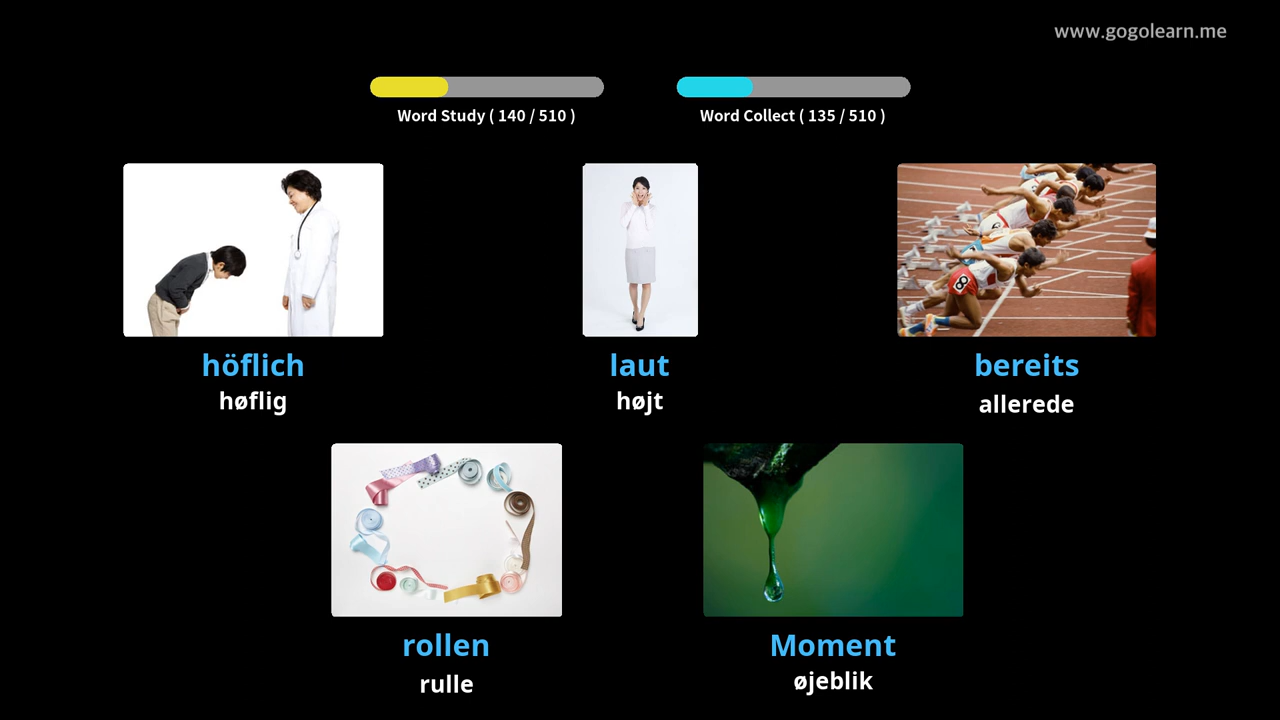 www.gogolearn.me
Word Study ( 140 / 510 )
Word Collect ( 135 / 510 )
höflich
høflig
laut
højt
bereits
allerede
rollen
rulle
Moment
øjeblik